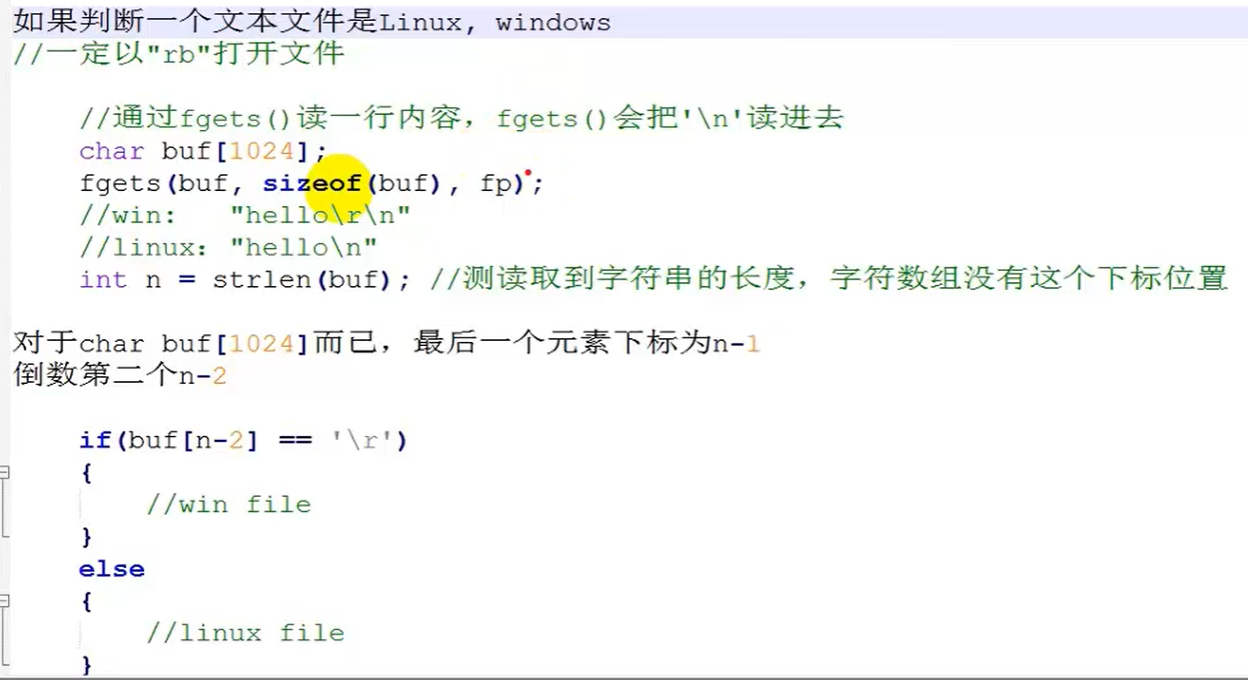 如果判断一个文本文件是Linux, windows
//一定以"rb"打开文件
//通过fgets()读一行内容，fgets()会把'\n'读进去
char buf[1024];
fgets(buf, sizeof(buf), fp);
//win:   "hello\r\n"
//linux: "hello\n"
int n = strlen(buf); //测读取到字符串的长度，字符数组没有这个下标位置
对于char buf[1024]而已，最后一个元素下标为n-1
倒数第二个n-2
if(buf[n-2] == '\r')
{
//win file
}
else
{
//linux file
}